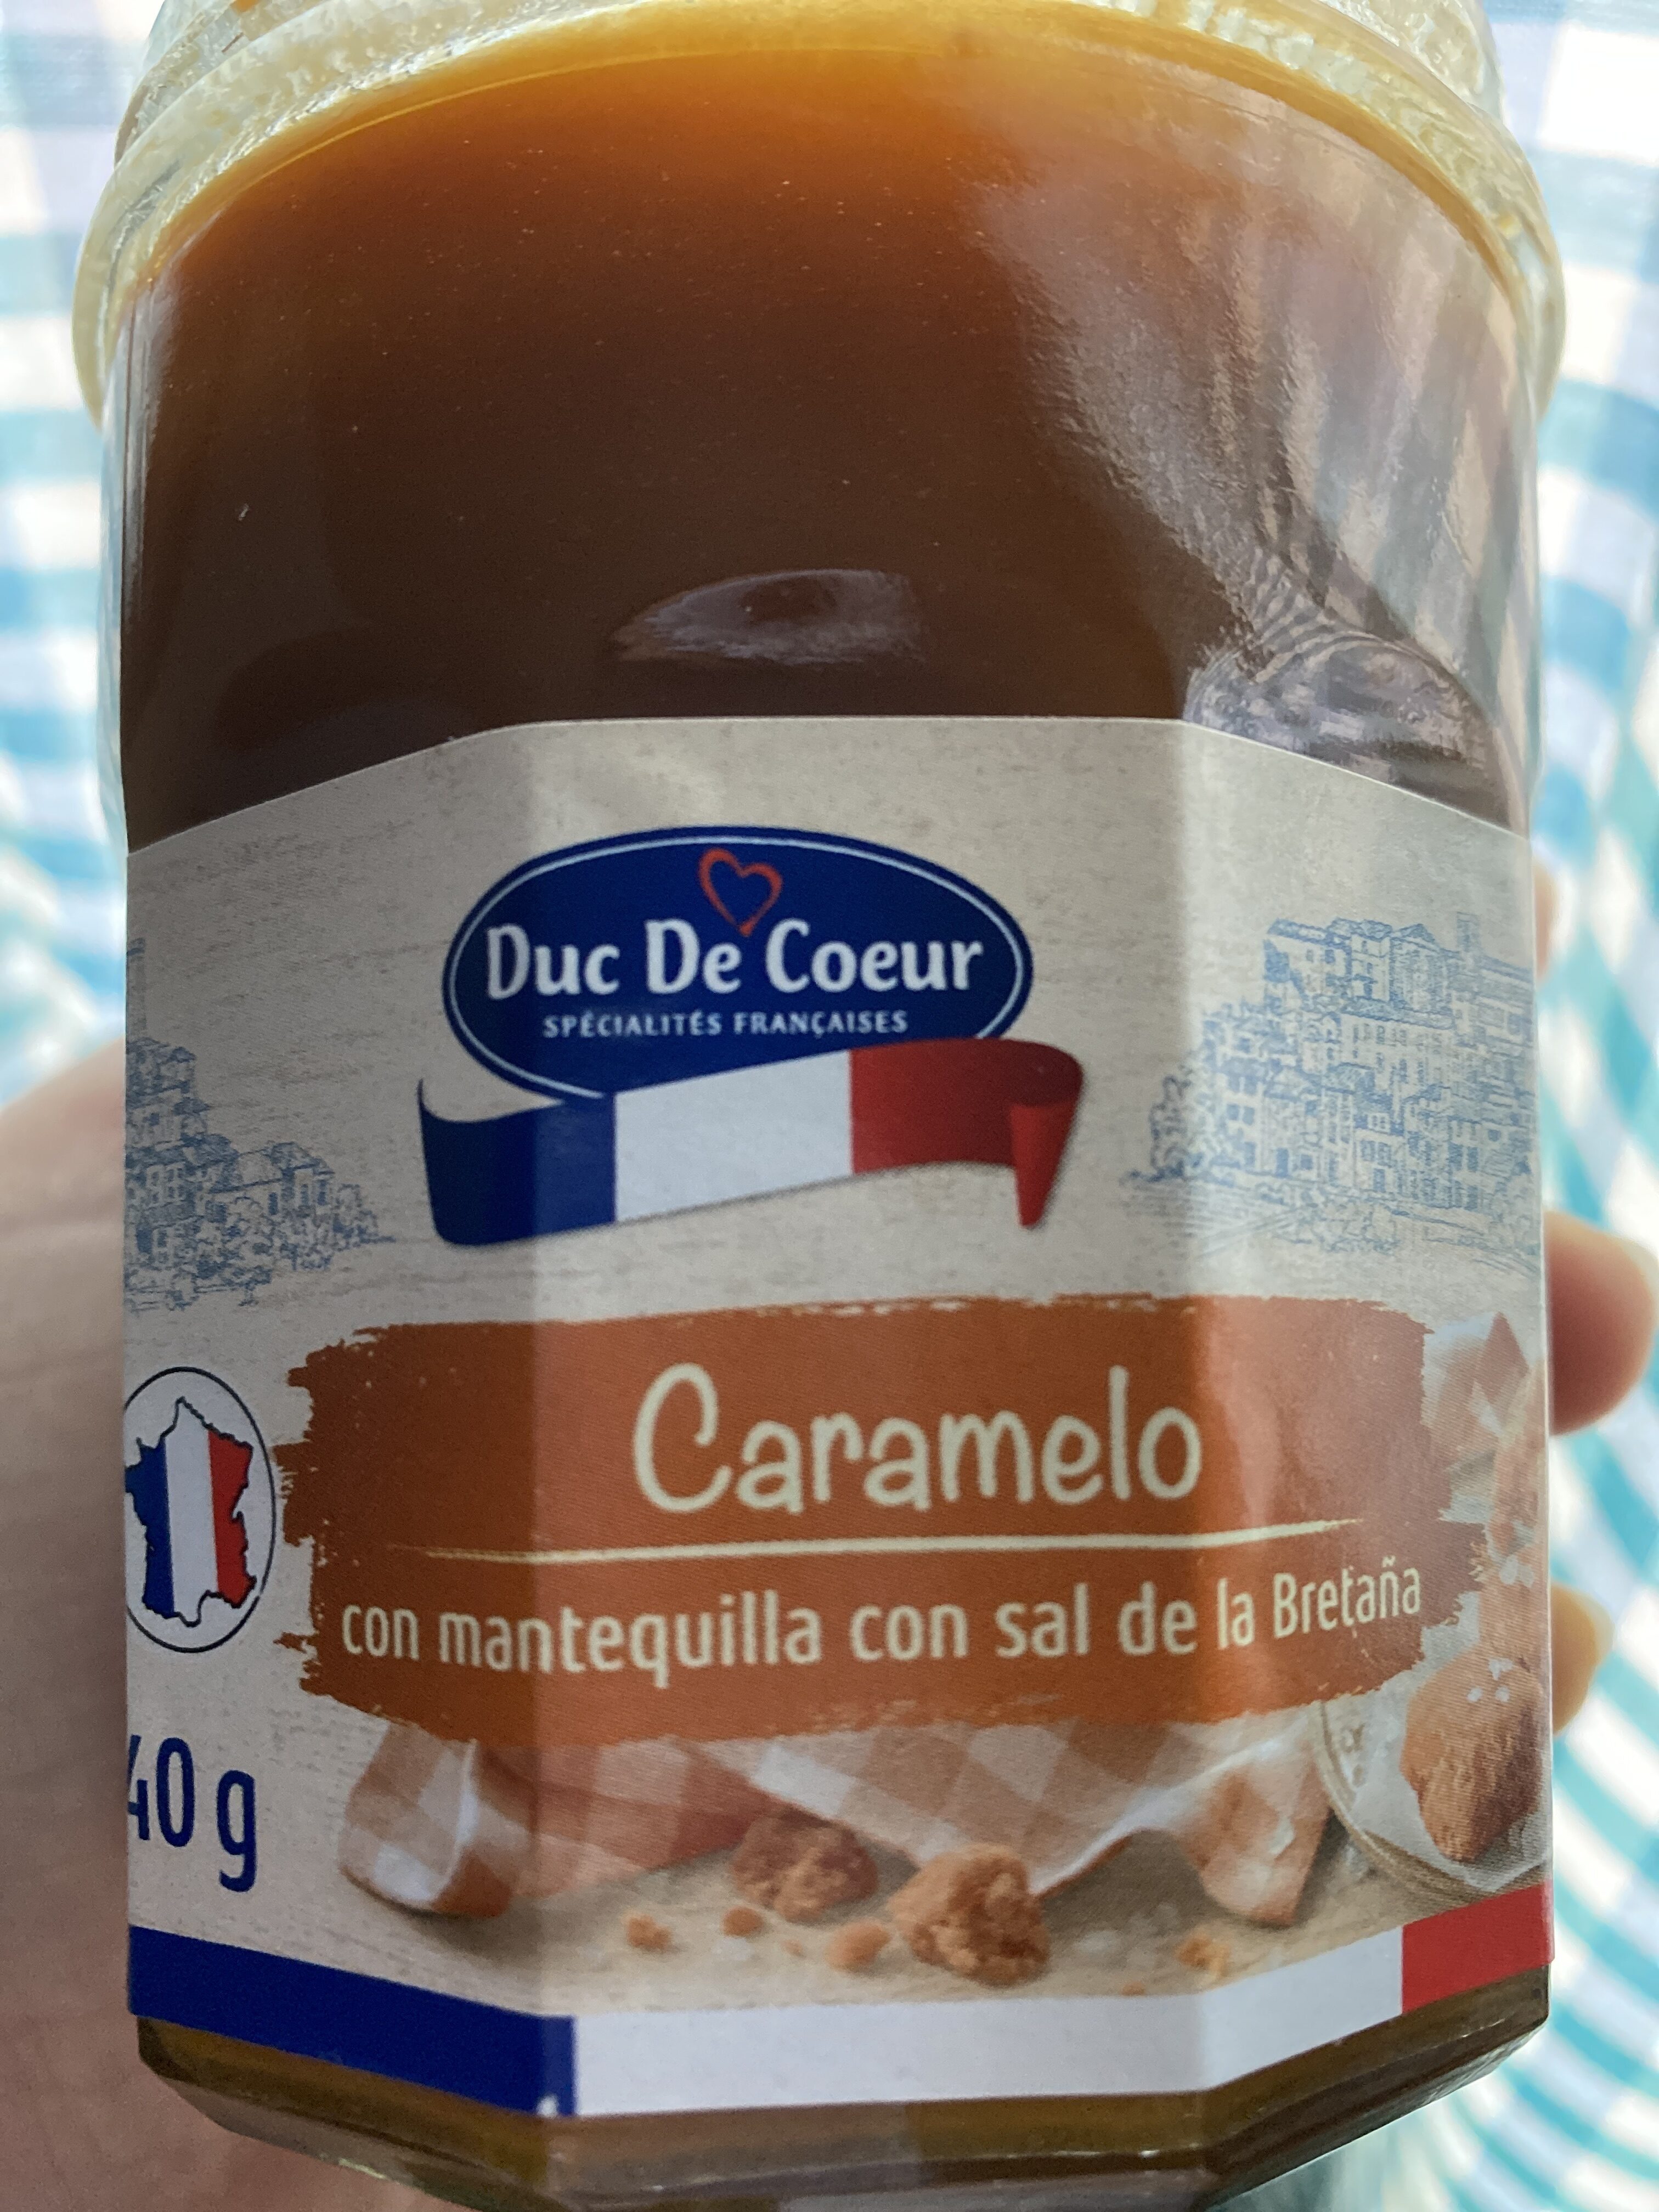 Duc De Coeur
SPÉCIALITÉS FRANÇAISES
Caramelo
con mantequilla con sal de la Bretaña
40 g